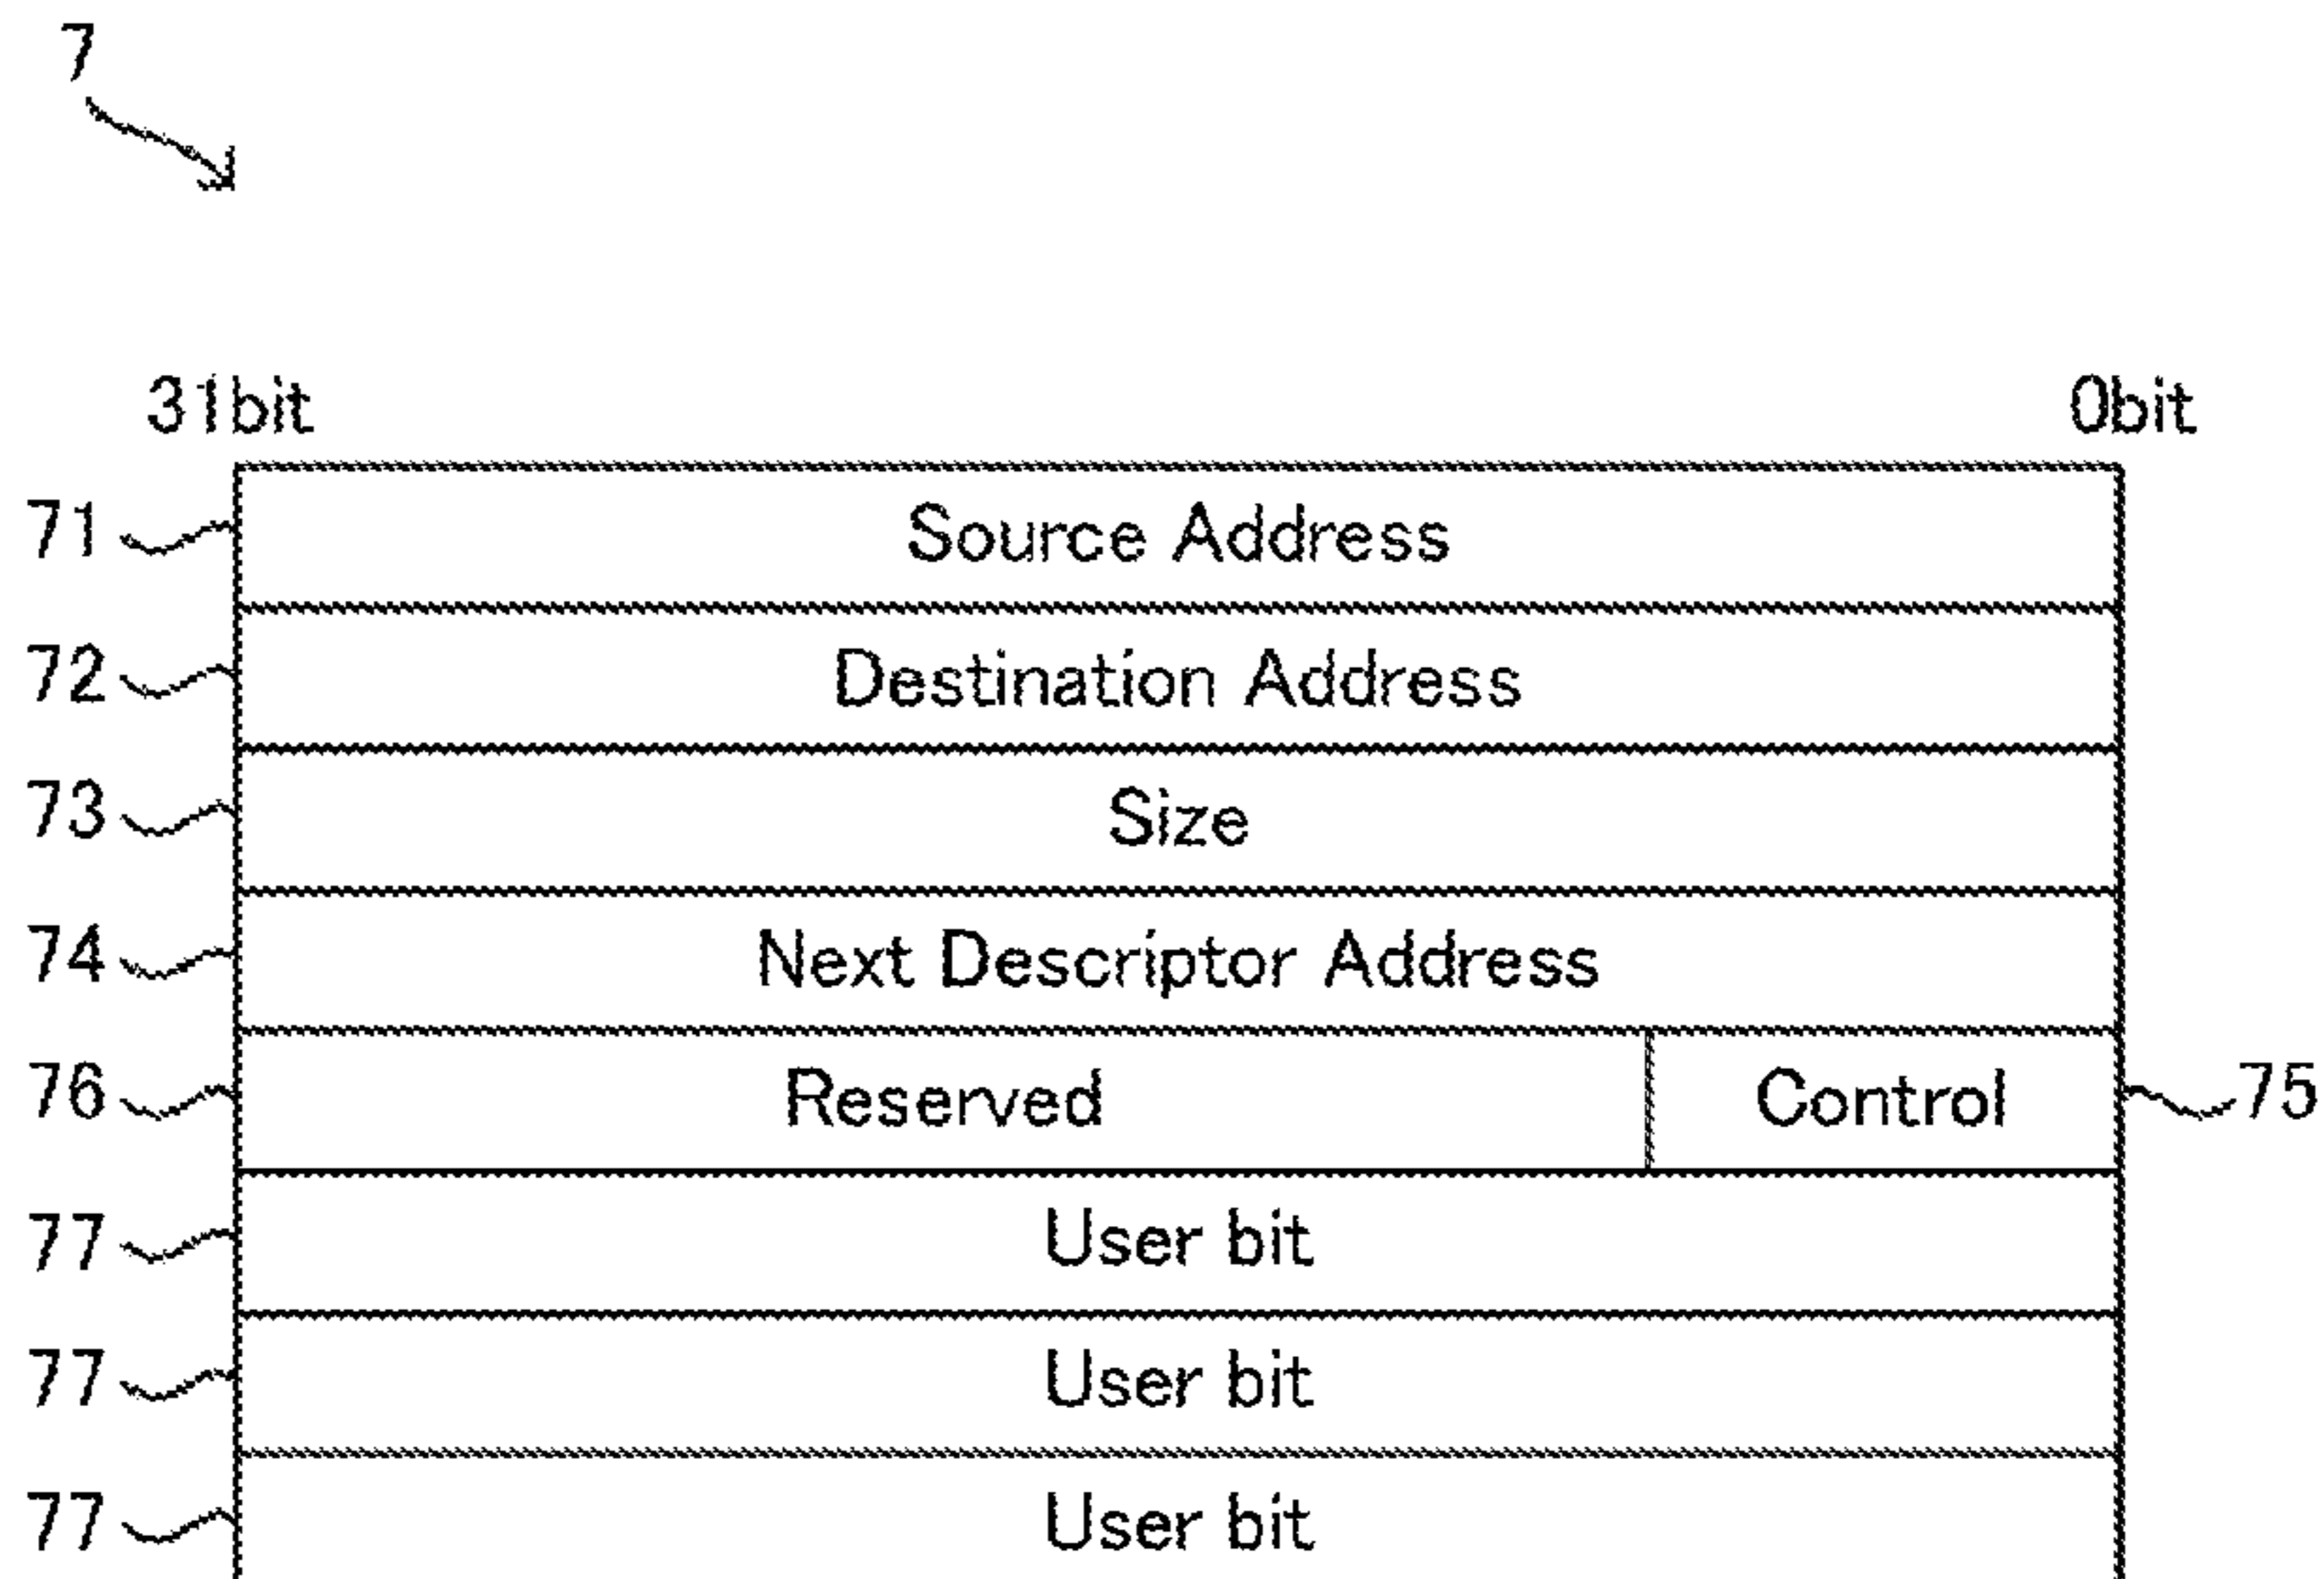 7
31bit 0bit
71 Source Address
72 Destination Address
73 Size
74 Next Descriptor Address
76 Reserved Control 75
77 User bit
77 User bit
77 User bit